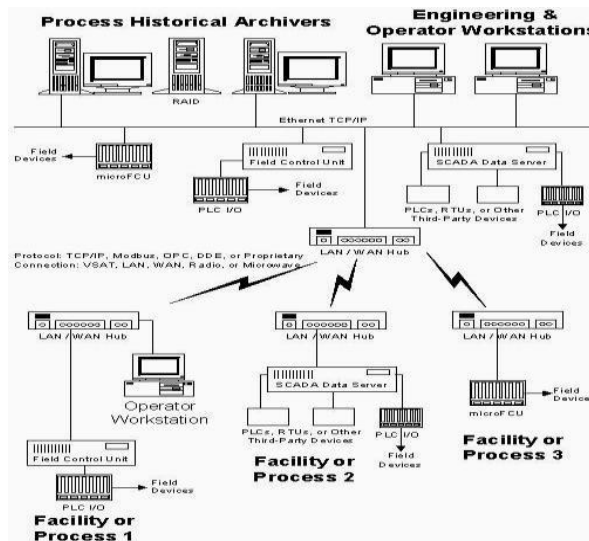 Process Historical Archivers
Engineering &
Operator Workstations
RAID
Ethernet TCP/IP
Field
Devices
microFCU
Field Control Unit
PLC I/O
Field
Devices
SCADA Data Server
PLCs, RTUs, or Other
Third-Party Devices
PLC I/O
Field
Devices
LAN / WAN Hub
Protocol: TCP/IP, Modbus, OPC, DDE, or Proprietary
Connection: VSAT, LAN, WAN, Radio, or Microwave
LAN / WAN Hub
Operator
Workstation
Field Control Unit
PLC I/O
Field
Devices
Facility or
Process 1
LAN / WAN Hub
SCADA Data Server
PLCs, RTUs, or Other
Third-Party Devices
PLC I/O
Field
Devices
Facility or
Process 2
LAN / WAN Hub
microFCU
Field
Device
Facility or
Process 3